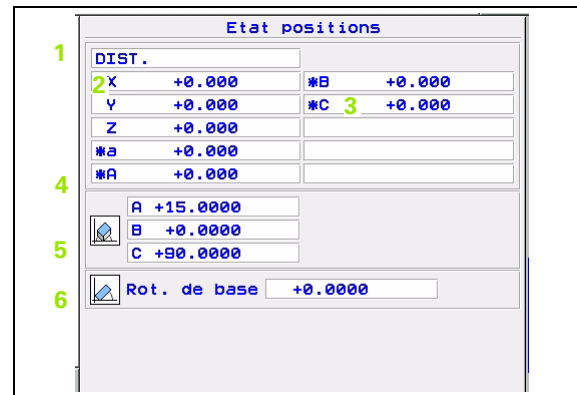 Etat positions
1
DIST.
2 X +0.000 *B +0.000
Y +0.000 *C 3 +0.000
Z +0.000
*a +0.000
*A +0.000
4
A +15.0000
B +0.0000
5
C +90.0000
6
Rot. de base +0.0000